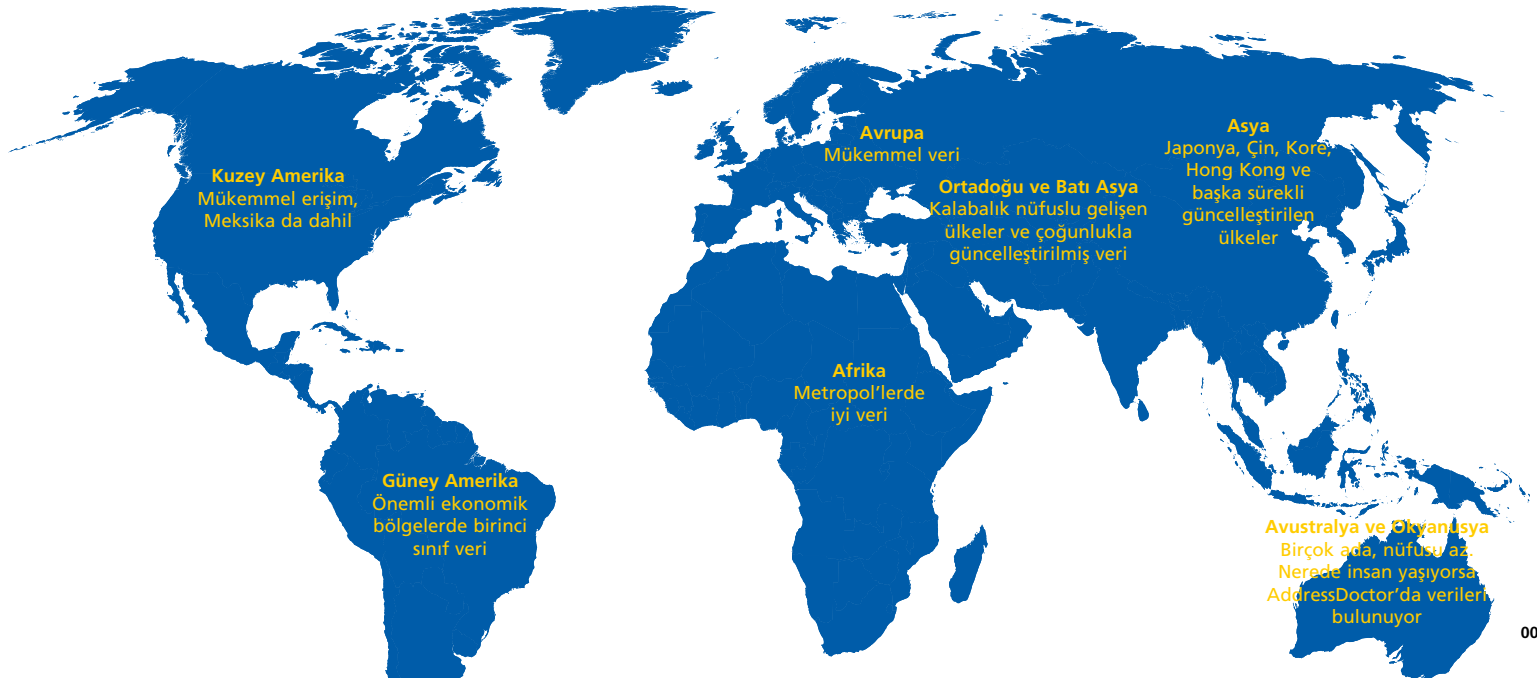 Kuzey Amerika
Mükemmel erişim,
Meksika da dahil
Avrupa
Mükemmel veri
Ortadoğu ve Batı Asya
Kalabalık nüfuslu gelişen
ülkeler ve çoğunlukla
güncelleştirilmiş veri
Asya
Japonya, Çin, Kore,
Hong Kong ve
başka sürekli
güncelleştirilen
ülkeler
Afrika
Metropol’lerde
iyi veri
Güney Amerika
Önemli ekonomik
bölgelerde birinci
sınıf veri
Avustralya ve Okyanusya
Birçok ada, nüfusu az.
Nerede insan yaşıyorsa
AddressDoctor’da verileri
bulunuyor
00